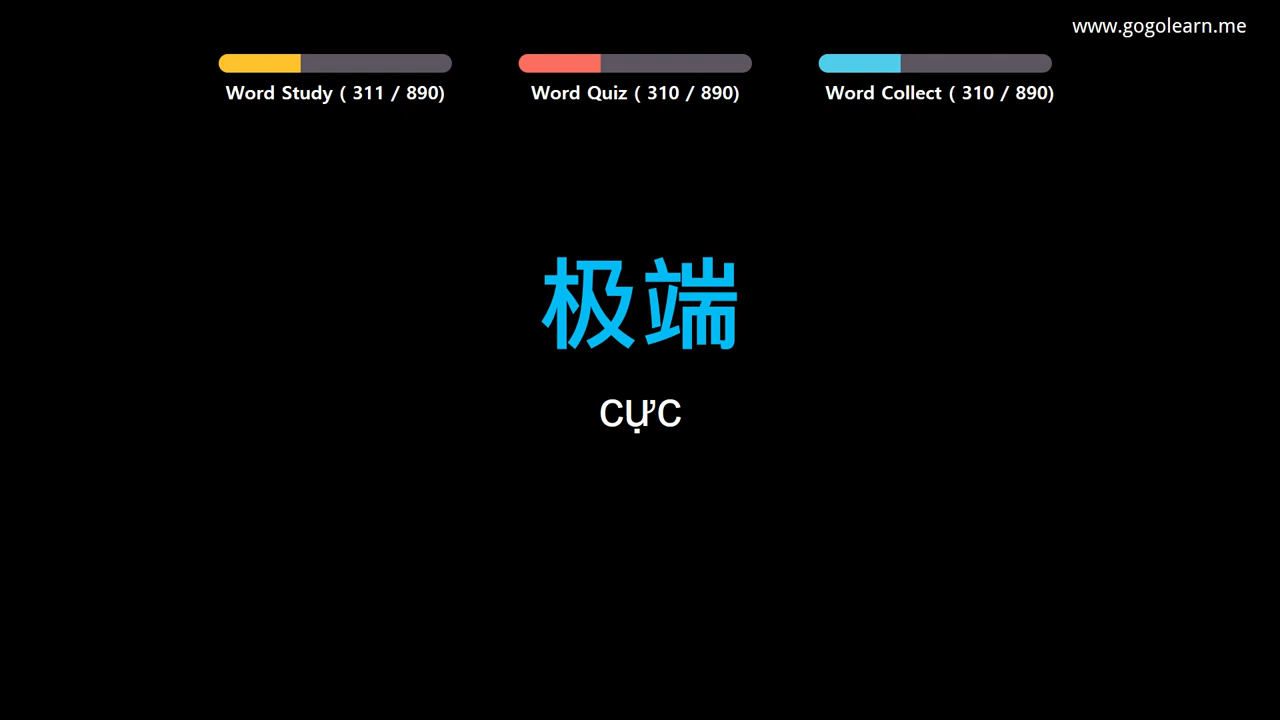 www.gogolearn.me
Word Study ( 311 / 890)
Word Quiz ( 310 / 890)
Word Collect ( 310 / 890)
极端
cực